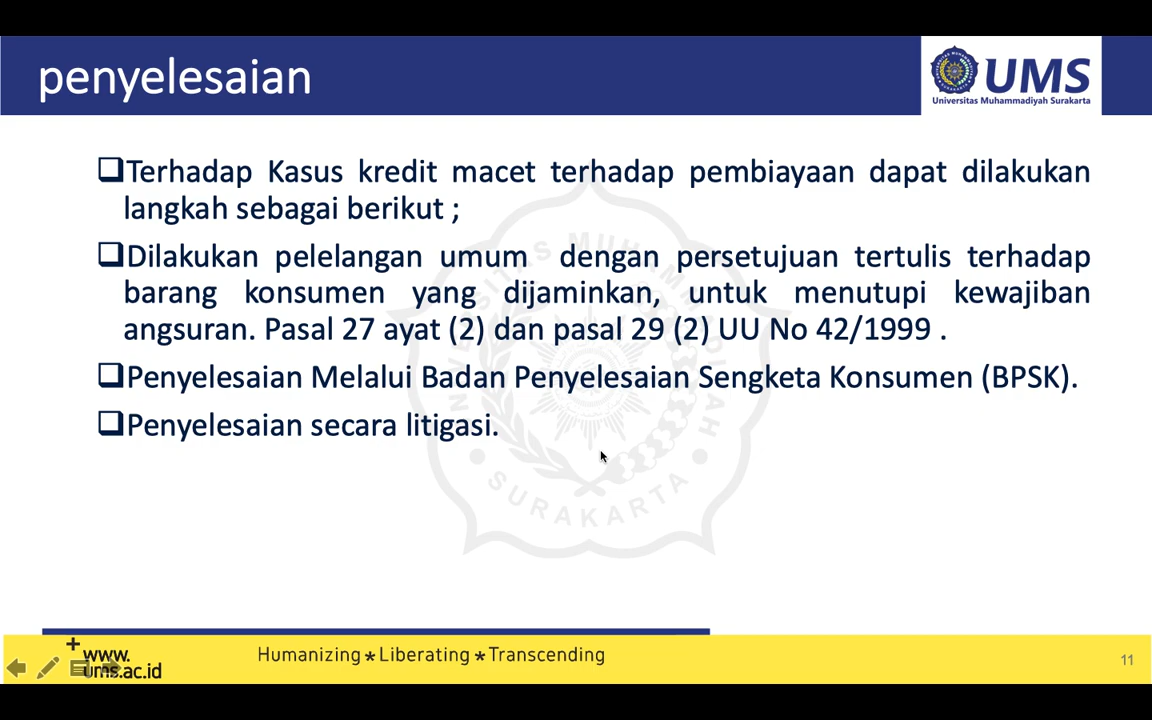 penyelesaian
UMS
Universitas Muhammadiyah Surakarta
❑Terhadap Kasus kredit macet terhadap pembiayaan dapat dilakukan
langkah sebagai berikut ;
❑Dilakukan pelelangan umum dengan persetujuan tertulis terhadap
barang konsumen yang dijaminkan, untuk menutupi kewajiban
angsuran. Pasal 27 ayat (2) dan pasal 29 (2) UU No 42/1999 .
❑Penyelesaian Melalui Badan Penyelesaian Sengketa Konsumen (BPSK).
❑Penyelesaian secara litigasi.
UNIVERSITAS MUHAMMADIYAH
SURAKARTA
+www.
ums.ac.id
Humanizing ★ Liberating ★ Transcending
11